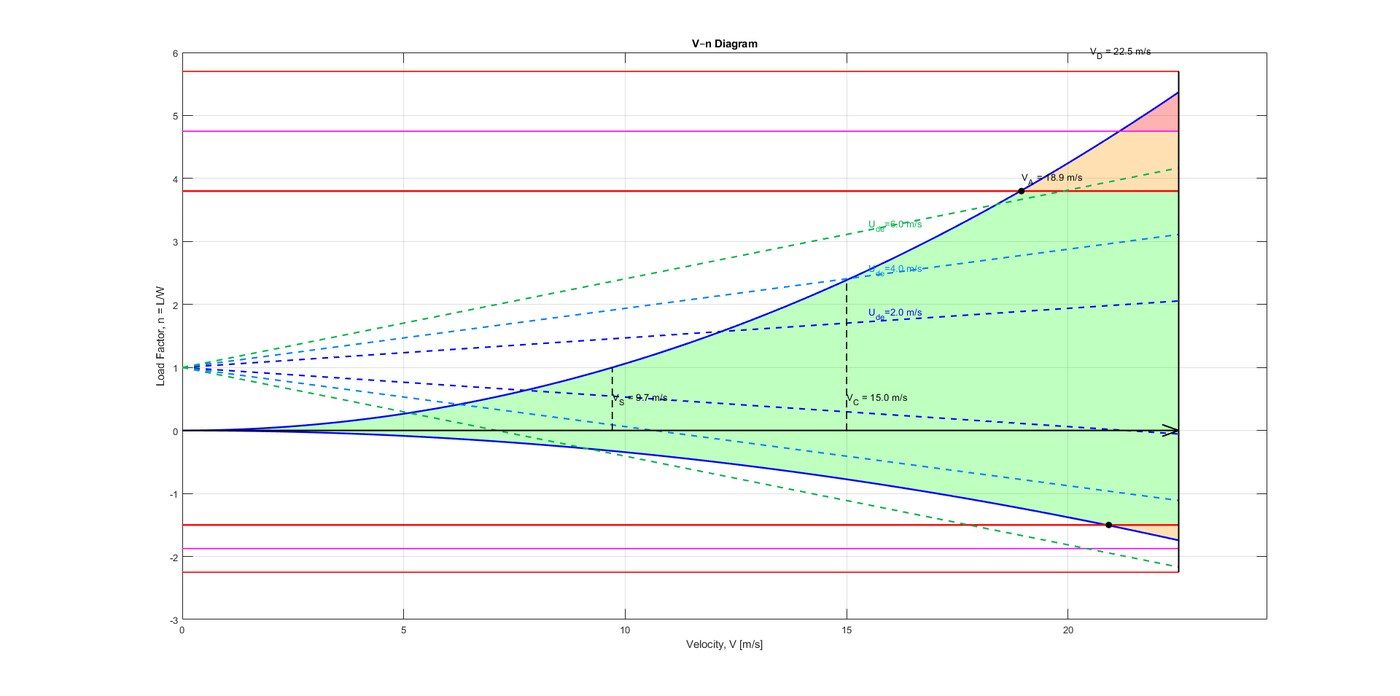 V-n Diagram
V_D = 22.5 m/s
6
5
4
3
2
1
0
-1
-2
-3
Load Factor, n = L/W
V_A = 18.9 m/s
U_de=6.0 m/s
U_de=4.0 m/s
U_de=2.0 m/s
V_S = 9.7 m/s
V_C = 15.0 m/s
0
5
10
15
20
Velocity, V [m/s]